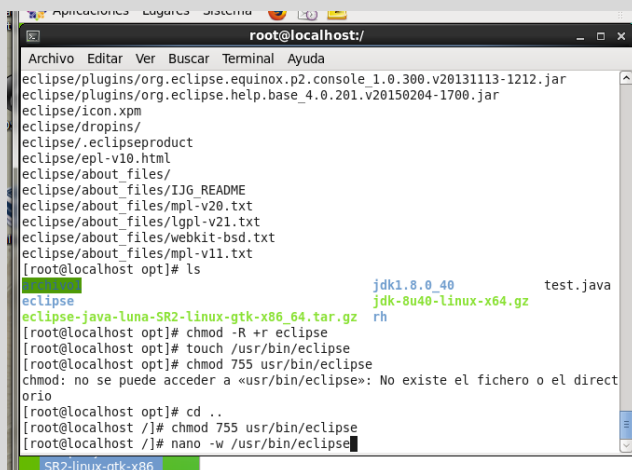 Aplicaciones Lugares Sistema
root@localhost:/
Archivo Editar Ver Buscar Terminal Ayuda
eclipse/plugins/org.eclipse.equinox.p2.console_1.0.300.v20131113-1212.jar
eclipse/plugins/org.eclipse.help.base_4.0.201.v20150204-1700.jar
eclipse/icon.xpm
eclipse/dropins/
eclipse/.eclipseproduct
eclipse/epl-v10.html
eclipse/about_files/
eclipse/about_files/IJG_README
eclipse/about_files/mpl-v20.txt
eclipse/about_files/lgpl-v21.txt
eclipse/about_files/webkit-bsd.txt
eclipse/about_files/mpl-v11.txt
[root@localhost opt]# ls
archivo1 jdk1.8.0_40 test.java
eclipse jdk-8u40-linux-x64.gz
eclipse-java-luna-SR2-linux-gtk-x86_64.tar.gz rh
[root@localhost opt]# chmod -R +r eclipse
[root@localhost opt]# touch /usr/bin/eclipse
[root@localhost opt]# chmod 755 usr/bin/eclipse
chmod: no se puede acceder a «usr/bin/eclipse»: No existe el fichero o el direct
orio
[root@localhost opt]# cd ..
[root@localhost /]# chmod 755 usr/bin/eclipse
[root@localhost /]# nano -w /usr/bin/eclipse
SR2-linux-gtk-x86